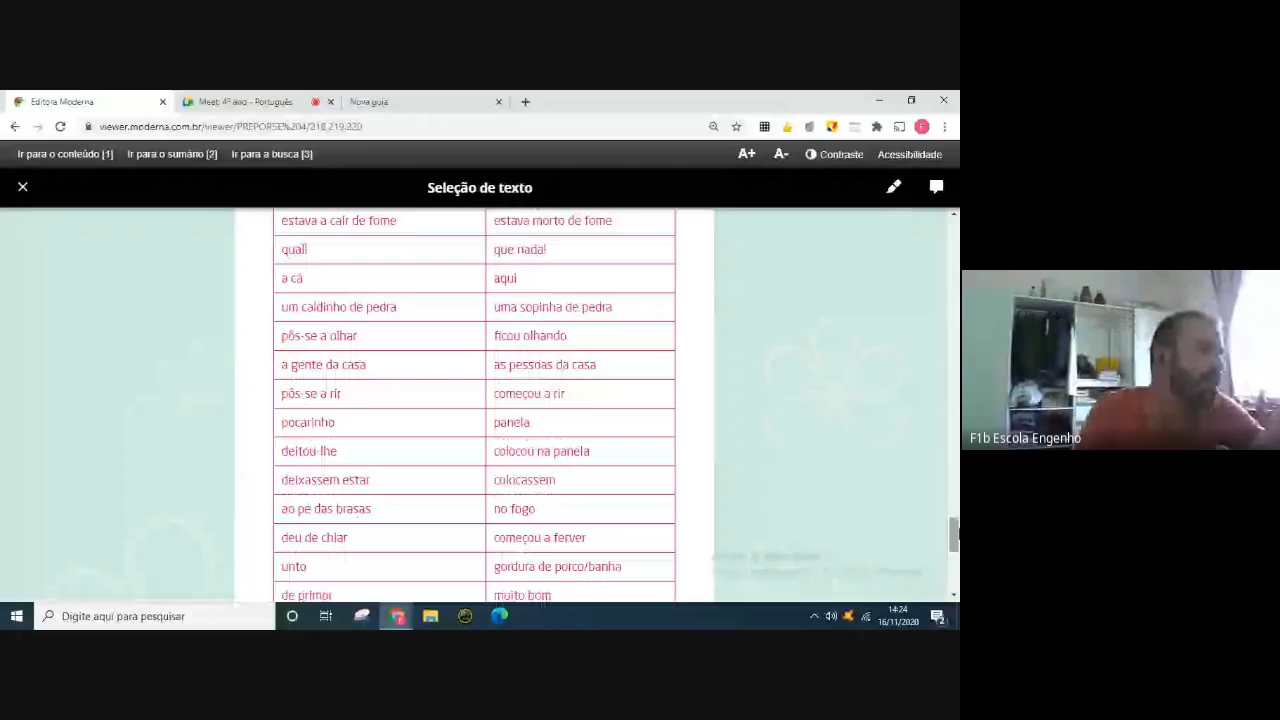 Editora Moderna
Meet: 4º ano - Português
Nova guia
viewer.moderna.com.br/viewer/PREPORSE%204/218,219,220
Ir para o conteúdo [1] Ir para o sumário [2] Ir para a busca [3]
A+ A- Contraste Acessibilidade
Seleção de texto
estava a cair de fome estava morto de fome
qual! que nada!
a cá aqui
um caldinho de pedra uma sopinha de pedra
pôs-se a olhar ficou olhando
a gente da casa as pessoas da casa
pôs-se a rir começou a rir
pocarinho panela
deitou-lhe colocou na panela
deixassem estar colocassem
ao pé das brasas no fogo
deu de chiar começou a ferver
unto gordura de porco/banha
de primor muito bom
F1b Escola Engenho
Digite aqui para pesquisar
14:24
16/11/2020